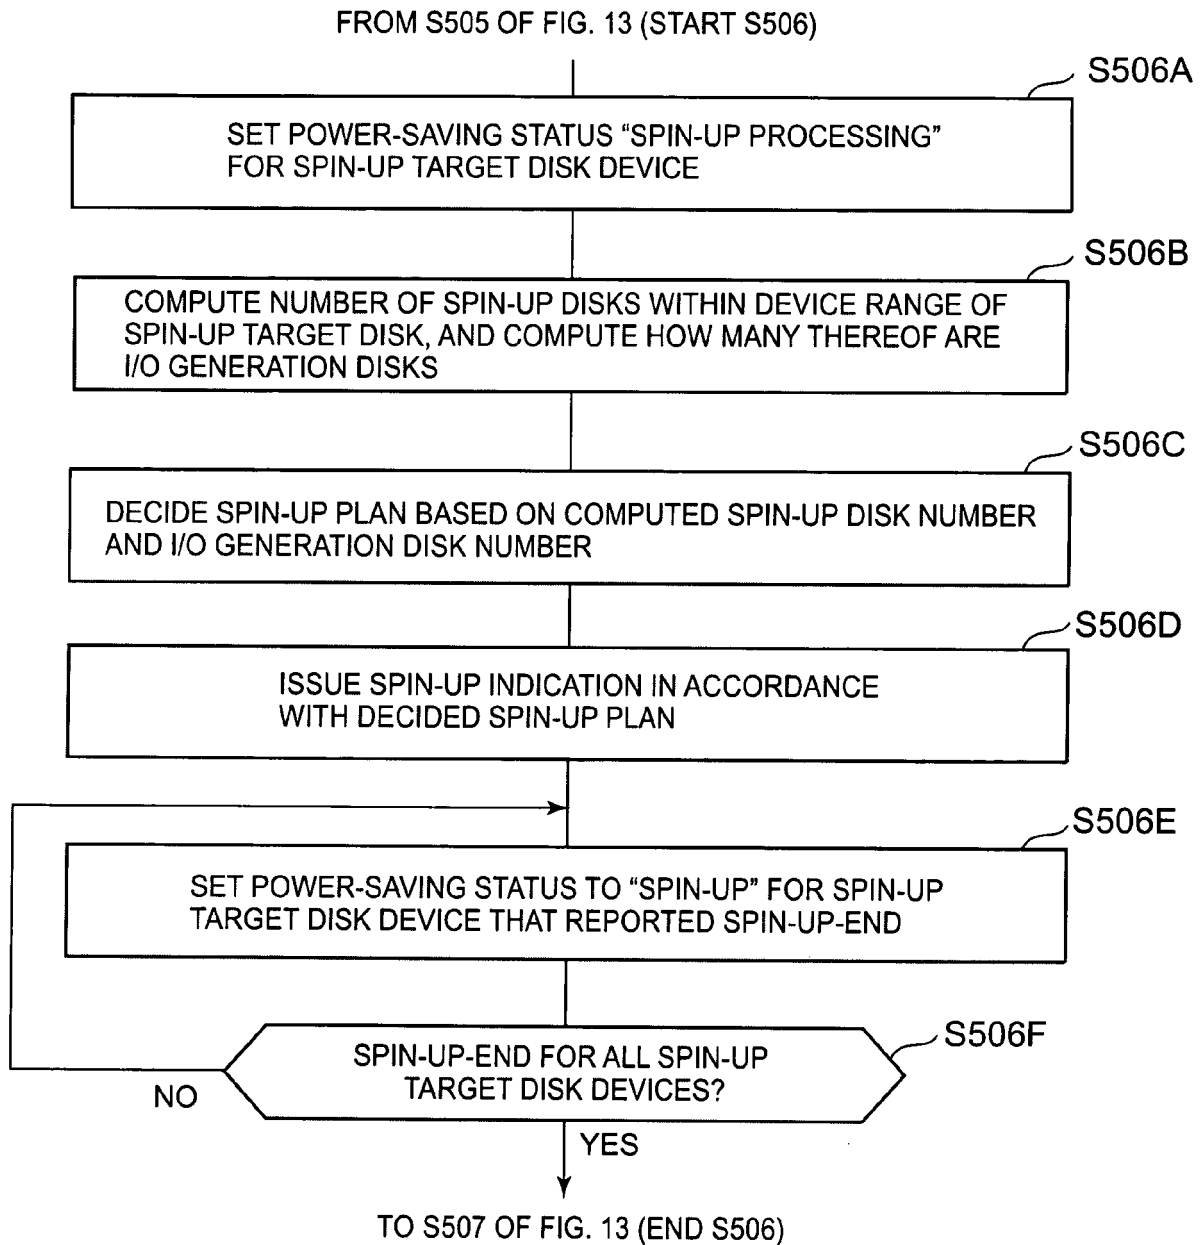 FROM S505 OF FIG. 13 (START S506)
S506A
SET POWER-SAVING STATUS “SPIN-UP PROCESSING”
FOR SPIN-UP TARGET DISK DEVICE
S506B
COMPUTE NUMBER OF SPIN-UP DISKS WITHIN DEVICE RANGE OF
SPIN-UP TARGET DISK, AND COMPUTE HOW MANY THEREOF ARE
I/O GENERATION DISKS
S506C
DECIDE SPIN-UP PLAN BASED ON COMPUTED SPIN-UP DISK NUMBER
AND I/O GENERATION DISK NUMBER
S506D
ISSUE SPIN-UP INDICATION IN ACCORDANCE
WITH DECIDED SPIN-UP PLAN
S506E
SET POWER-SAVING STATUS TO “SPIN-UP” FOR SPIN-UP
TARGET DISK DEVICE THAT REPORTED SPIN-UP-END
S506F
SPIN-UP-END FOR ALL SPIN-UP
TARGET DISK DEVICES?
NO
YES
TO S507 OF FIG. 13 (END S506)